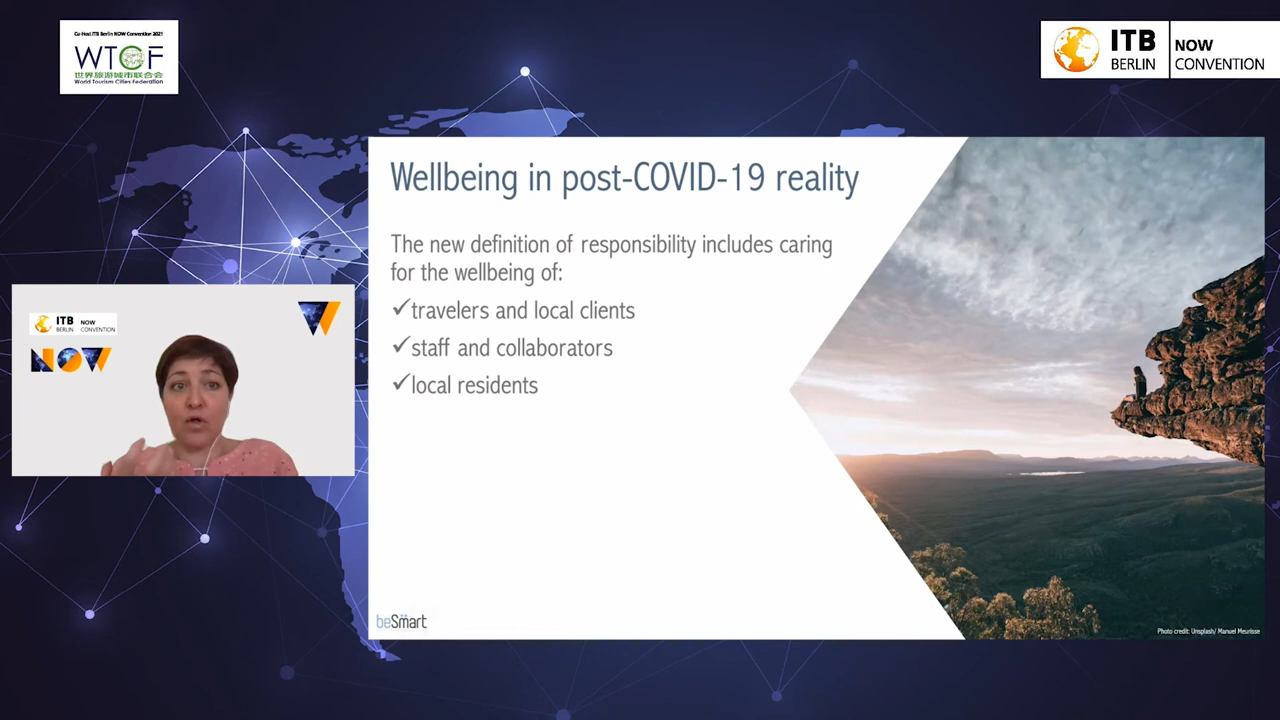 Co-Host ITB Berlin NOW Convention 2021
WTCF
世界旅游城市联合会
World Tourism Cities Federation
ITB
BERLIN
NOW
CONVENTION
Wellbeing in post-COVID-19 reality
The new definition of responsibility includes caring
for the wellbeing of:
✓travelers and local clients
✓staff and collaborators
✓local residents
ITB
BERLIN
NOW
CONVENTION
NOW
beSmart
Photo credit: Unsplash/ Manuel Meurisse